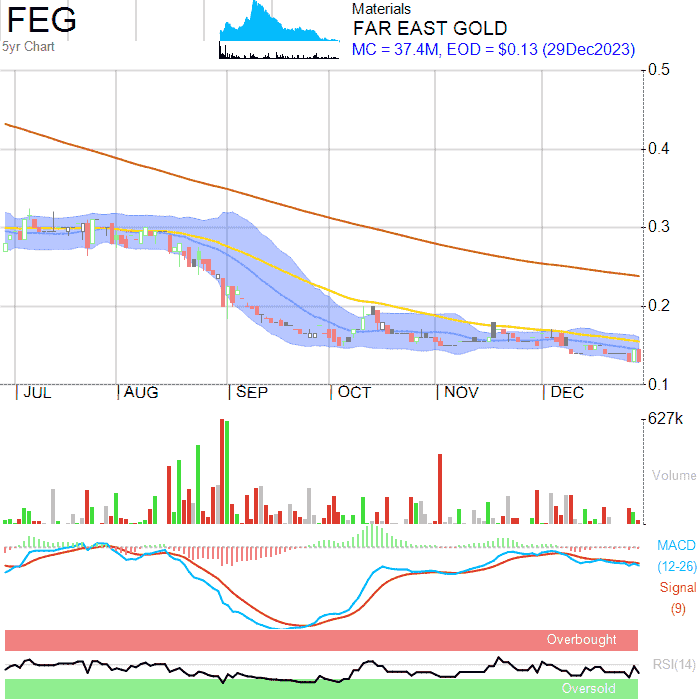 FEG
5yr Chart
Materials
FAR EAST GOLD
MC = 37.4M, EOD = $0.13 (29Dec2023)
0.5
0.4
0.3
0.2
0.1
JUL AUG SEP OCT NOV DEC
627k
Volume
MACD
(12-26)
Signal
(9)
Overbought
RSI(14)
Oversold